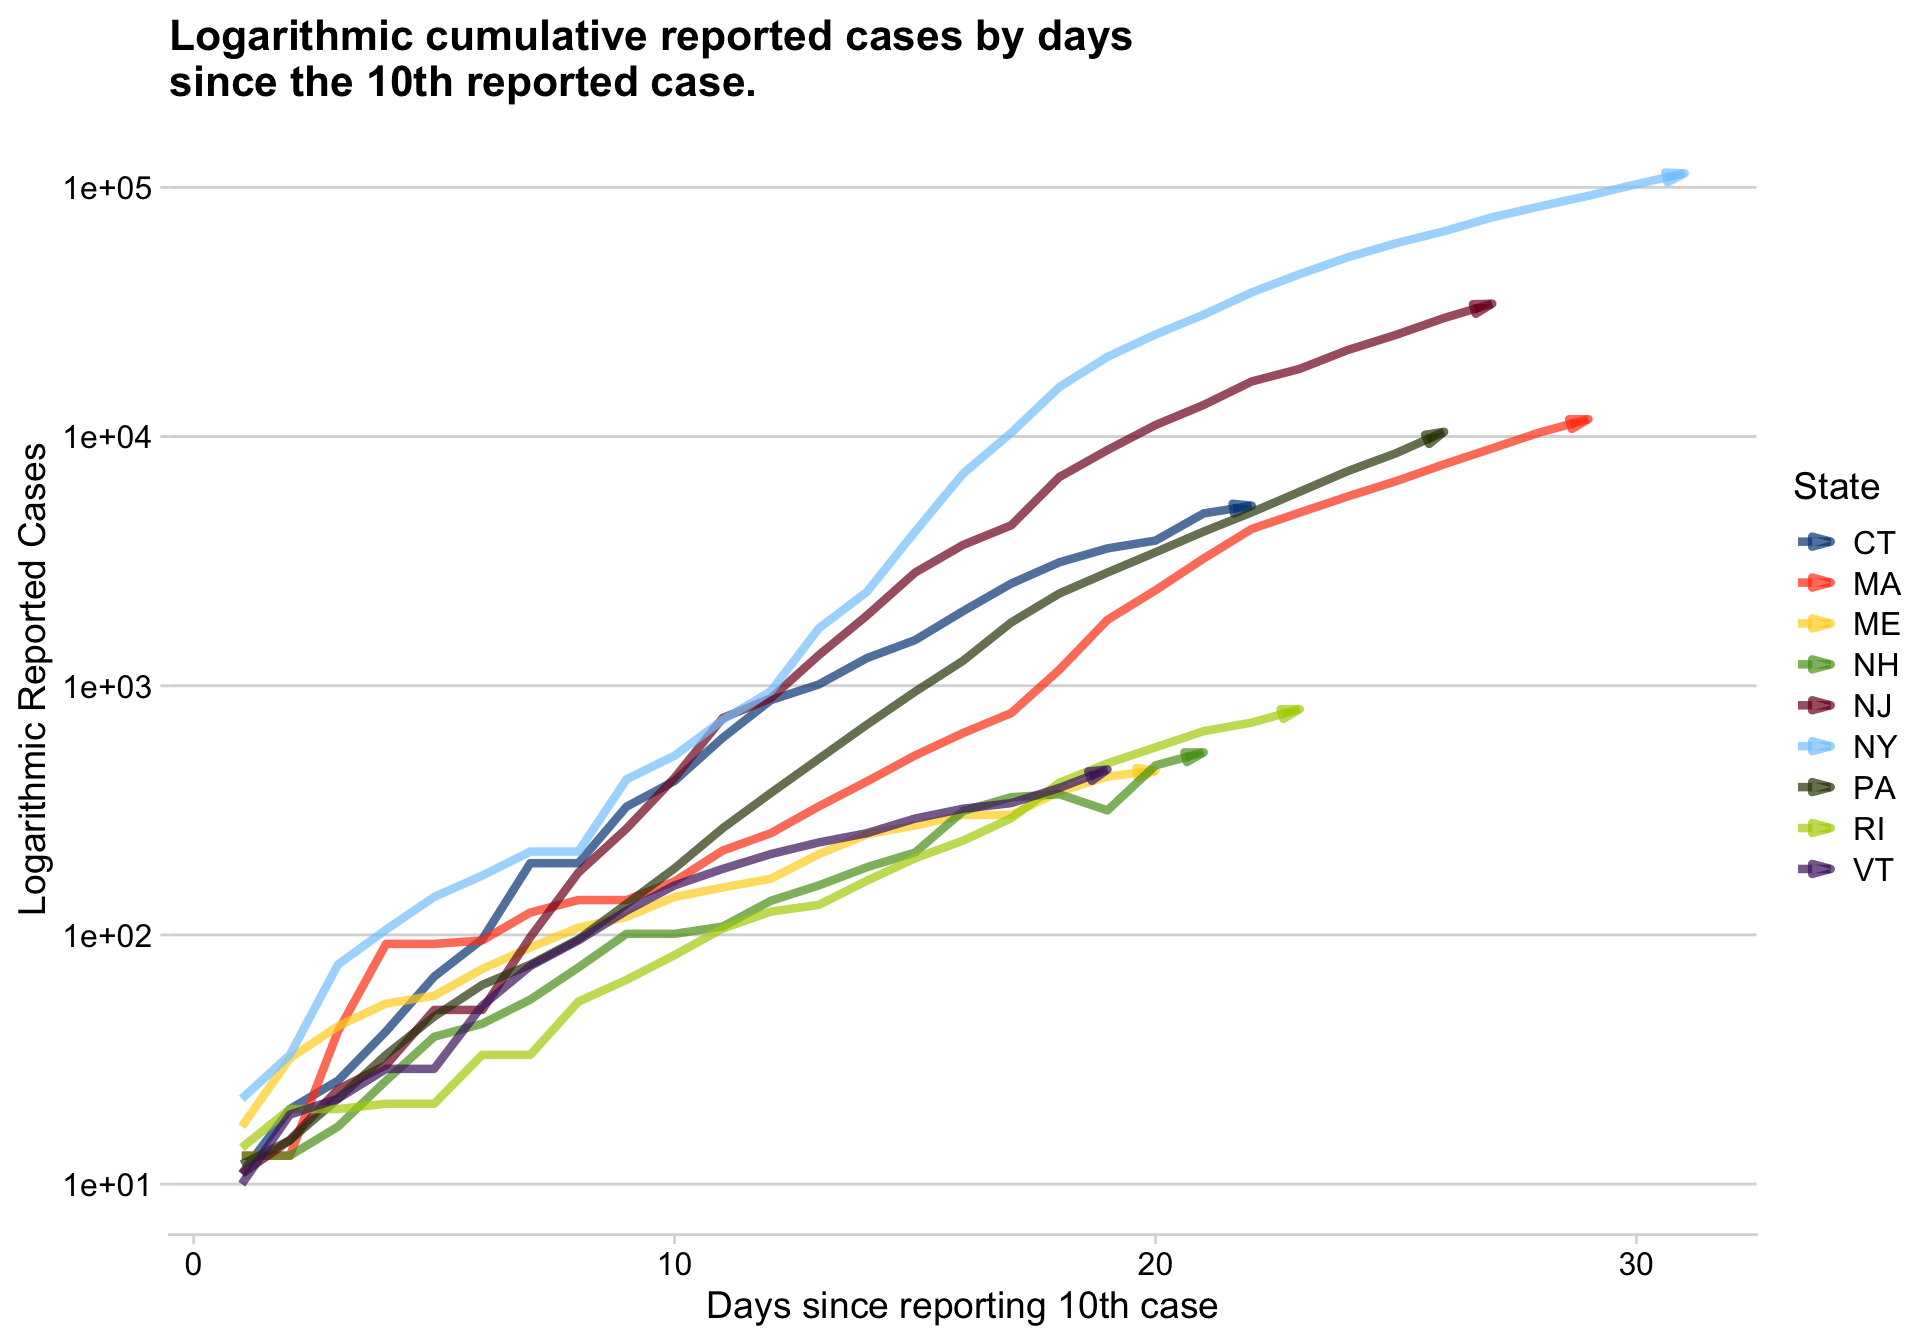 Logarithmic cumulative reported cases by days
since the 10th reported case.
1e+05
1e+04
1e+03
1e+02
1e+01
Logarithmic Reported Cases
0
10
20
30
Days since reporting 10th case
State
CT
MA
ME
NH
NJ
NY
PA
RI
VT